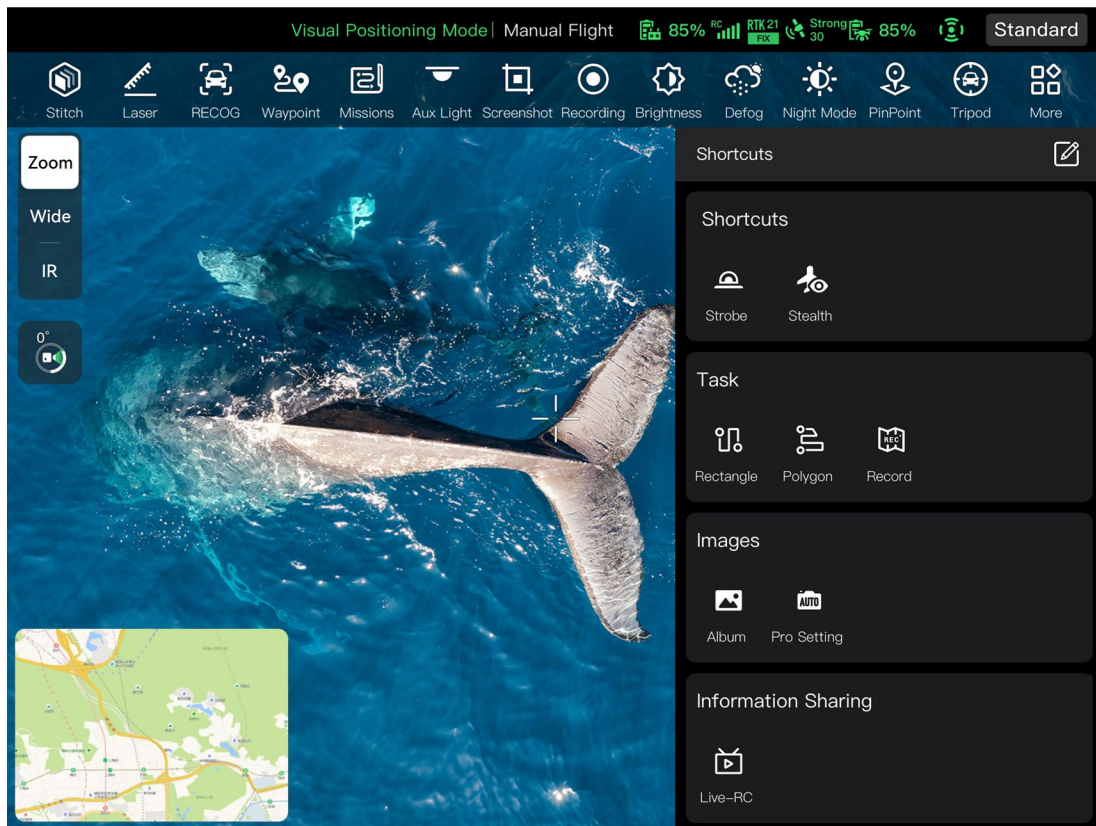 Visual Positioning Mode | Manual Flight 85% RC RTK 21 FIX Strong 30 85% Standard
Stitch Laser RECOG Waypoint Missions Aux Light Screenshot Recording Brightness Defog Night Mode PinPoint Tripod More
Zoom
Wide
IR
0°
Shortcuts
Shortcuts
Strobe Stealth
Task
REC
Rectangle Polygon Record
Images
AUTO
Album Pro Setting
Information Sharing
Live-RC